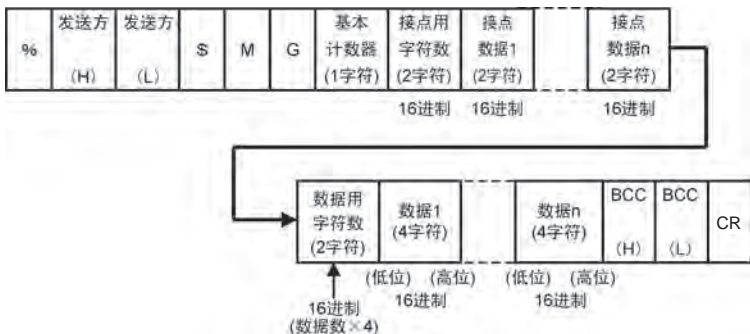 %
发送方
(H)
发送方
(L)
$
M
G
基本
计数器
(1字符)
接点用
字符数
(2字符)
接点
数据1
(2字符)
接点
数据n
(2字符)
16进制
16进制
16进制
数据用
字符数
(2字符)
数据1
(4字符)
数据n
(4字符)
BCC
(H)
BCC
(L)
CR
(低位)
(高位)
(低位)
(高位)
16进制
16进制
16进制
(数据数×4)